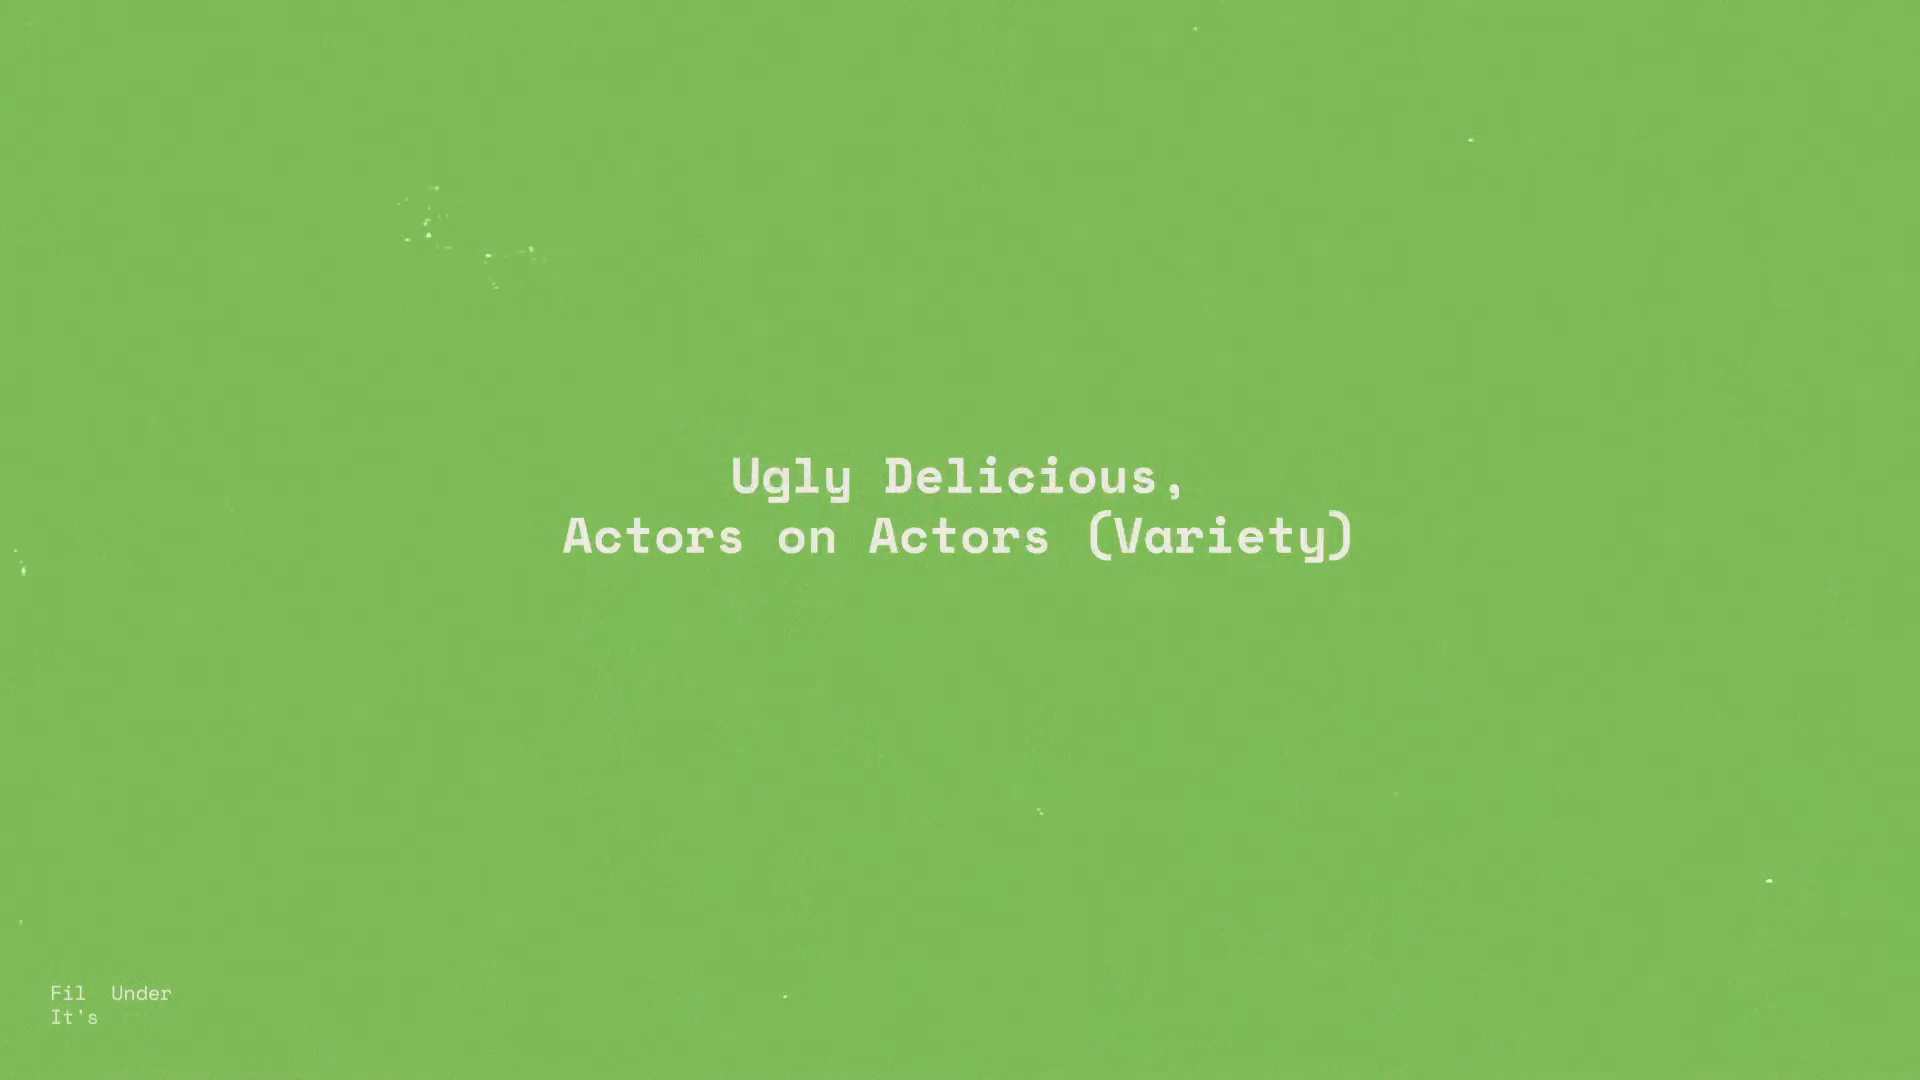 Ugly Delicious,
Actors on Actors (Variety)
Fil Under
It's